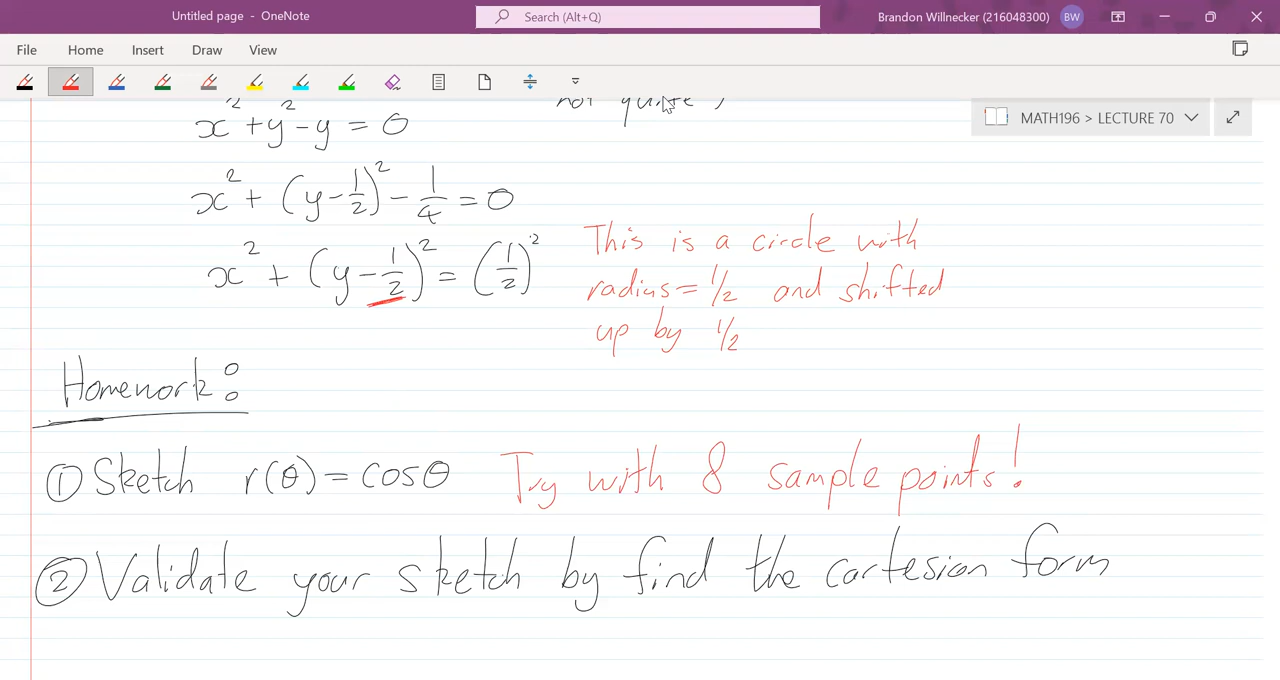 Untitled page - OneNote
Search (Alt+Q)
Brandon Willnecker (216048300)
BW
File Home Insert Draw View
MATH196 > LECTURE 70
not quite
x² + y² - y = 0
x² + (y - 1/2)² - 1/4 = 0
x² + (y - 1/2)² = (1/2)²
This is a circle with
radius = 1/2 and shifted
up by 1/2
Homework:
① Sketch r(θ) = cosθ Try with 8 sample points!
② Validate your sketch by find the cartesion form